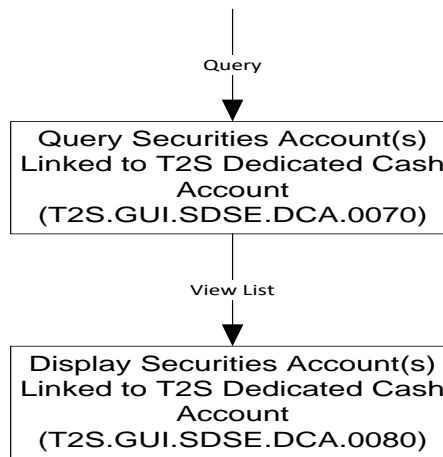 Query
Query Securities Account(s)
Linked to T2S Dedicated Cash
Account
(T2S.GUI.SDSE.DCA.0070)
View List
Display Securities Account(s)
Linked to T2S Dedicated Cash
Account
(T2S.GUI.SDSE.DCA.0080)